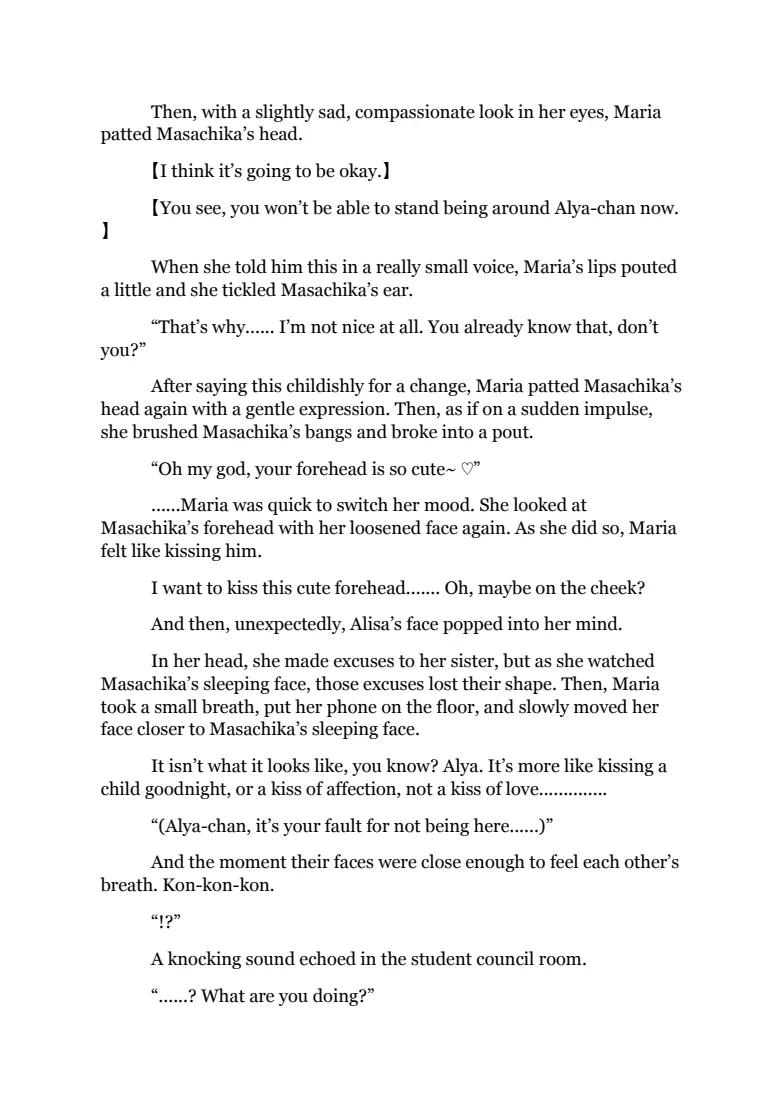 Then, with a slightly sad, compassionate look in her eyes, Maria
patted Masachika’s head.
【I think it’s going to be okay.】
【You see, you won’t be able to stand being around Alya-chan now.
】
When she told him this in a really small voice, Maria’s lips pouted
a little and she tickled Masachika’s ear.
“That’s why...... I’m not nice at all. You already know that, don’t
you?”
After saying this childishly for a change, Maria patted Masachika’s
head again with a gentle expression. Then, as if on a sudden impulse,
she brushed Masachika’s bangs and broke into a pout.
“Oh my god, your forehead is so cute~ ♡”
......Maria was quick to switch her mood. She looked at
Masachika’s forehead with her loosened face again. As she did so, Maria
felt like kissing him.
I want to kiss this cute forehead....... Oh, maybe on the cheek?
And then, unexpectedly, Alisa’s face popped into her mind.
In her head, she made excuses to her sister, but as she watched
Masachika’s sleeping face, those excuses lost their shape. Then, Maria
took a small breath, put her phone on the floor, and slowly moved her
face closer to Masachika’s sleeping face.
It isn’t what it looks like, you know? Alya. It’s more like kissing a
child goodnight, or a kiss of affection, not a kiss of love..............
“(Alya-chan, it’s your fault for not being here......)”
And the moment their faces were close enough to feel each other’s
breath. Kon-kon-kon.
“!?”
A knocking sound echoed in the student council room.
“......? What are you doing?”